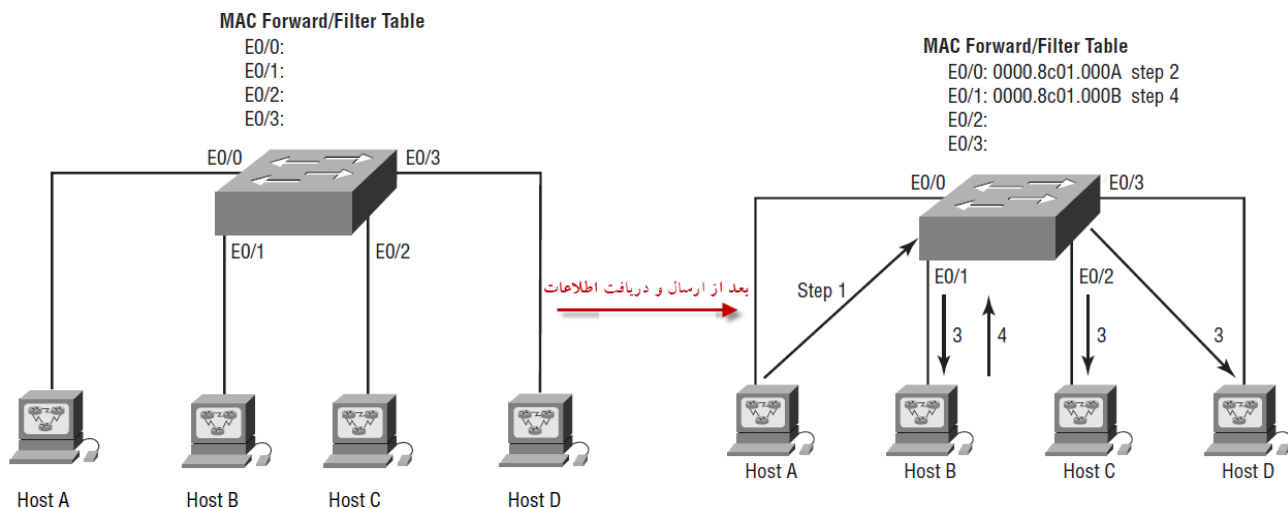 MAC Forward/Filter Table
E0/0:
E0/1:
E0/2:
E0/3:
E0/0
E0/3
E0/1
E0/2
Host A
Host B
Host C
Host D
بعد از ارسال و دریافت اطلاعات
MAC Forward/Filter Table
E0/0: 0000.8c01.000A step 2
E0/1: 0000.8c01.000B step 4
E0/2:
E0/3:
E0/0
E0/3
Step 1
E0/1
E0/2
3
4
3
3
Host A
Host B
Host C
Host D